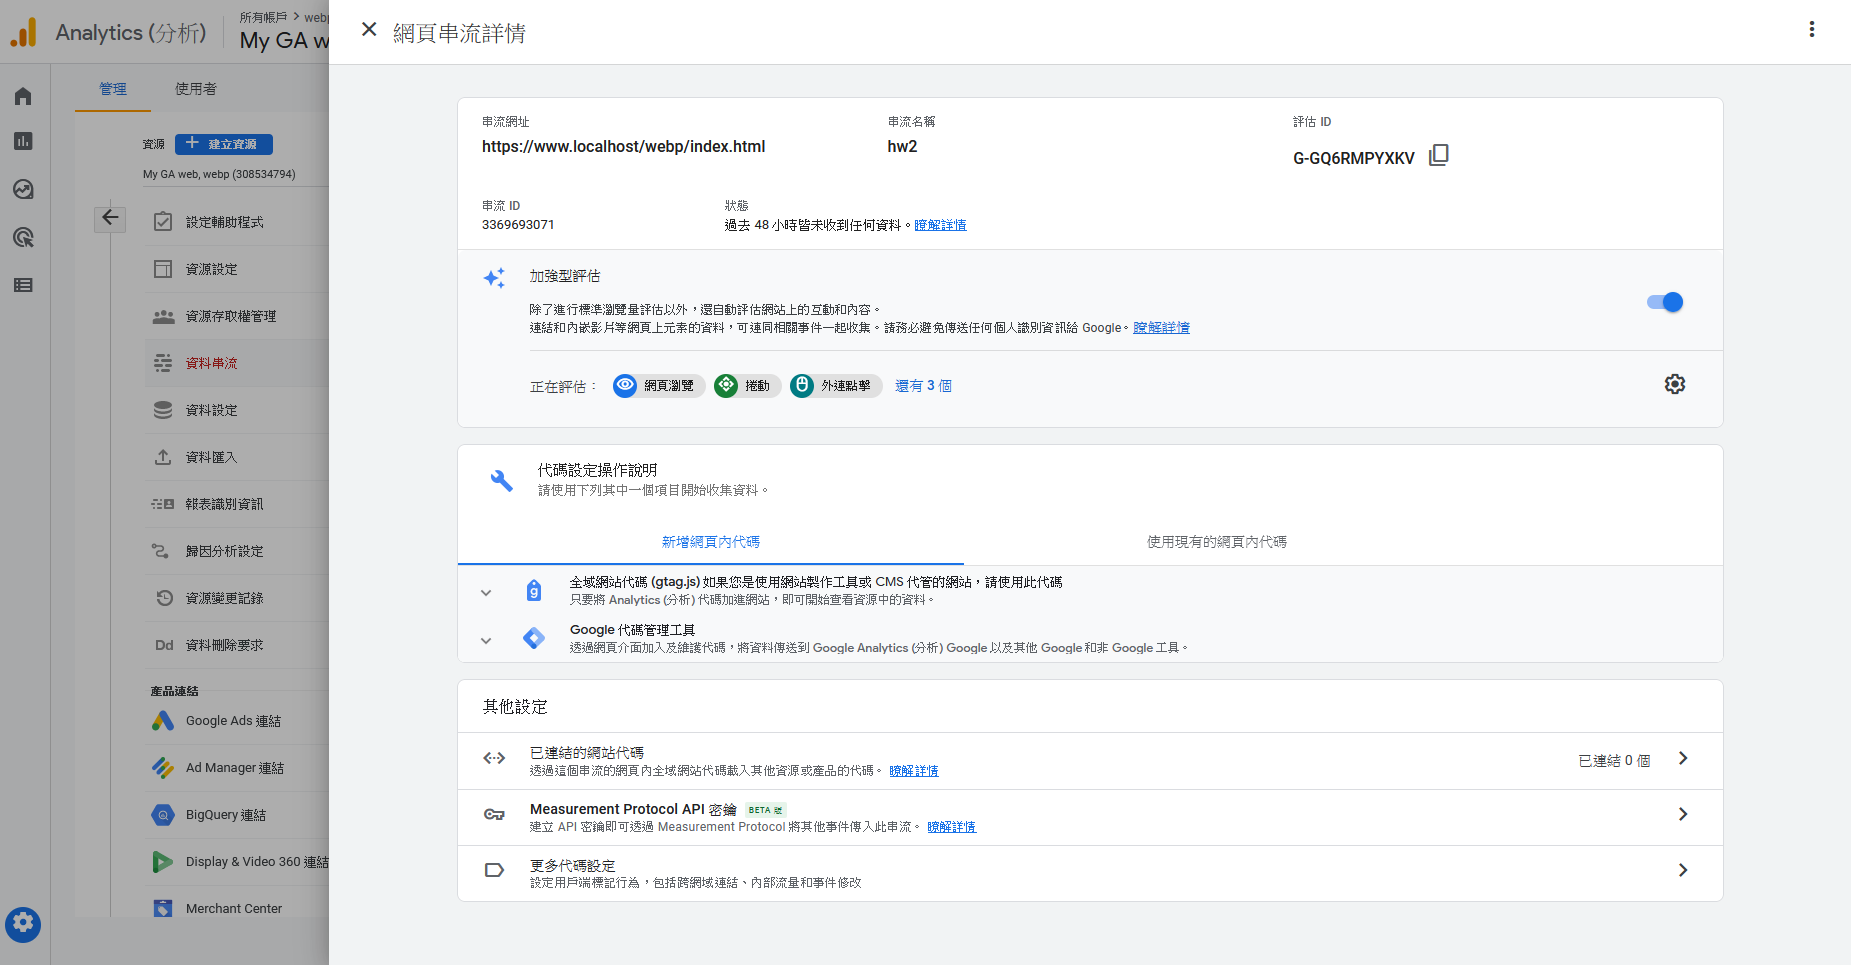 Analytics (分析)
所有帳戶 > webp
My GA w
網頁串流詳情
管理
使用者
資源
建立資源
My GA web, webp (308534794)
設定輔助程式
資源設定
資源存取權管理
資料串流
資料設定
資料匯入
報表識別資訊
歸因分析設定
資源變更記錄
Dd 資料刪除要求
產品連結
Google Ads 連結
Ad Manager 連結
BigQuery 連結
Display & Video 360 連結
Merchant Center
串流網址
https://www.localhost/webp/index.html
串流名稱
hw2
評估 ID
G-GQ6RMPYXKV
串流 ID
3369693071
狀態
過去 48 小時皆未收到任何資料。瞭解詳情
加強型評估
除了進行標準瀏覽量評估以外，還自動評估網站上的互動和內容。
連結和內嵌影片等網頁上元素的資料，可連同相關事件一起收集。請務必避免傳送任何個人識別資訊給 Google。瞭解詳情
正在評估：
網頁瀏覽
捲動
外連點擊
還有 3 個
代碼設定操作說明
請使用下列其中一個項目開始收集資料。
新增網頁內代碼
使用現有的網頁內代碼
全域網站代碼 (gtag.js) 如果您是使用網站製作工具或 CMS 代管的網站，請使用此代碼
只要將 Analytics (分析) 代碼加進網站，即可開始查看資源中的資料。
Google 代碼管理工具
透過網頁介面加入及維護代碼，將資料傳送到 Google Analytics (分析) Google 以及其他 Google 和非 Google 工具。
其他設定
已連結的網站代碼
透過這個串流的網頁內全域網站代碼載入其他資源或產品的代碼。 瞭解詳情
已連結 0 個
Measurement Protocol API 密鑰 BETA 版
建立 API 密鑰即可透過 Measurement Protocol 將其他事件傳入此串流。 瞭解詳情
更多代碼設定
設定用戶端標記行為，包括跨網域連結、內部流量和事件修改